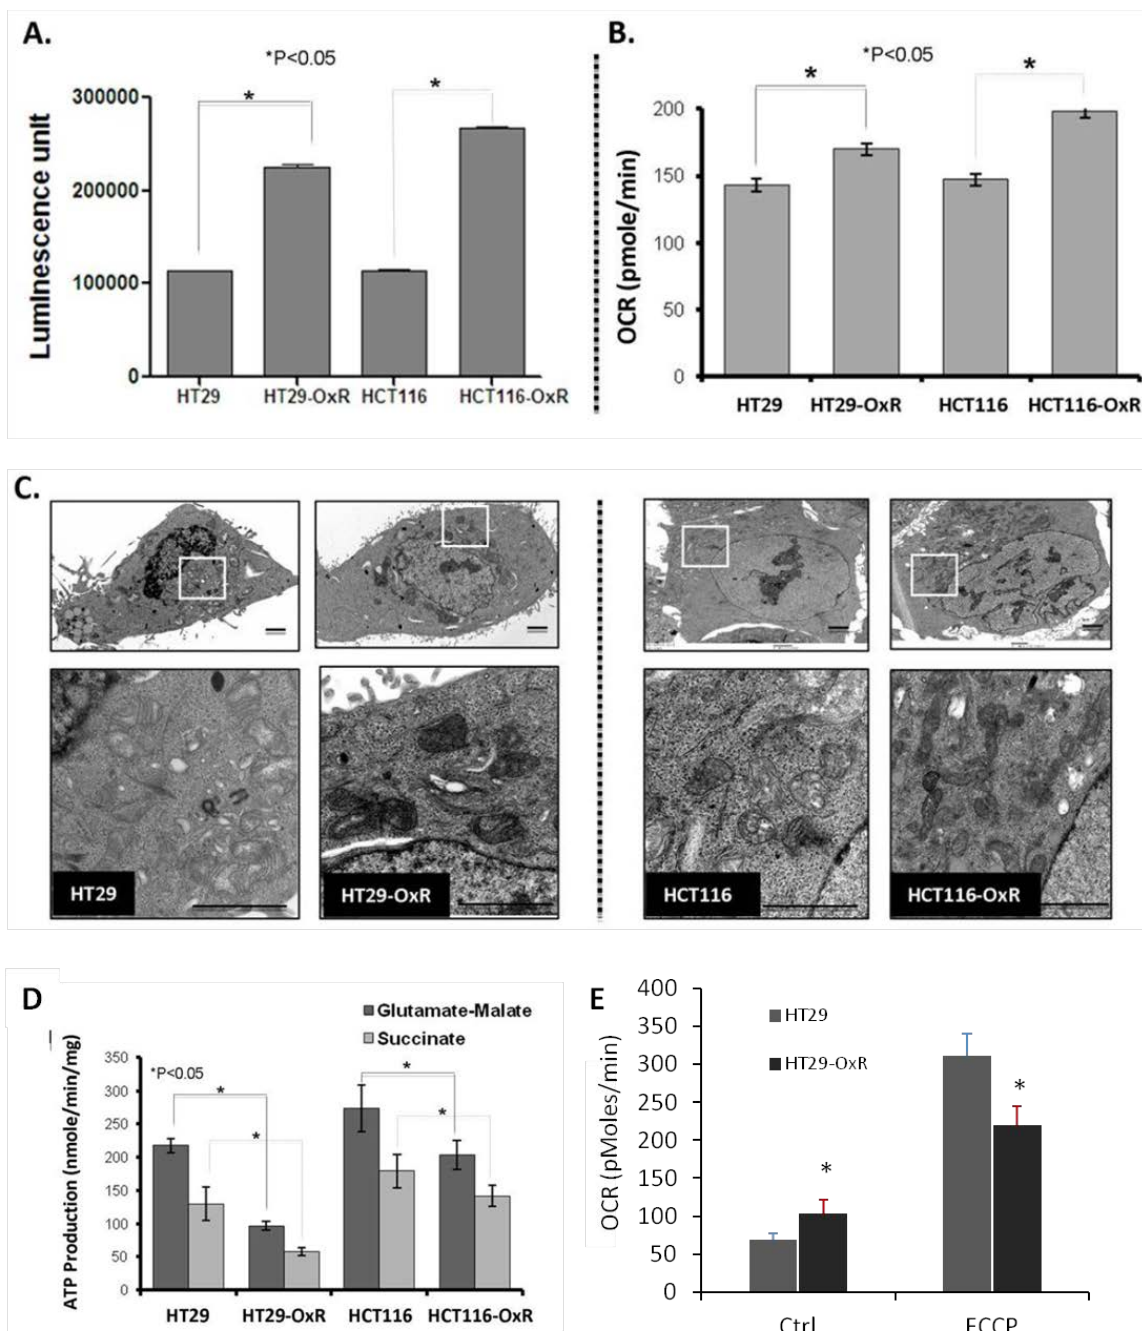 A.
*P<0.05
*
*
Luminescence unit
300000
200000
100000
0
HT29
HT29-OxR
HCT116
HCT116-OxR
B.
*P<0.05
*
*
OCR (pmole/min)
200
150
100
50
0
HT29
HT29-OxR
HCT116
HCT116-OxR
C.
HT29
HT29-OxR
HCT116
HCT116-OxR
D
Glutamate-Malate
Succinate
*P<0.05
*
*
*
*
ATP Production (nmole/min/mg)
350
300
250
200
150
100
50
0
HT29
HT29-OxR
HCT116
HCT116-OxR
E
HT29
HT29-OxR
*
*
OCR (pMoles/min)
400
350
300
250
200
150
100
50
0
Ctrl
FCCP